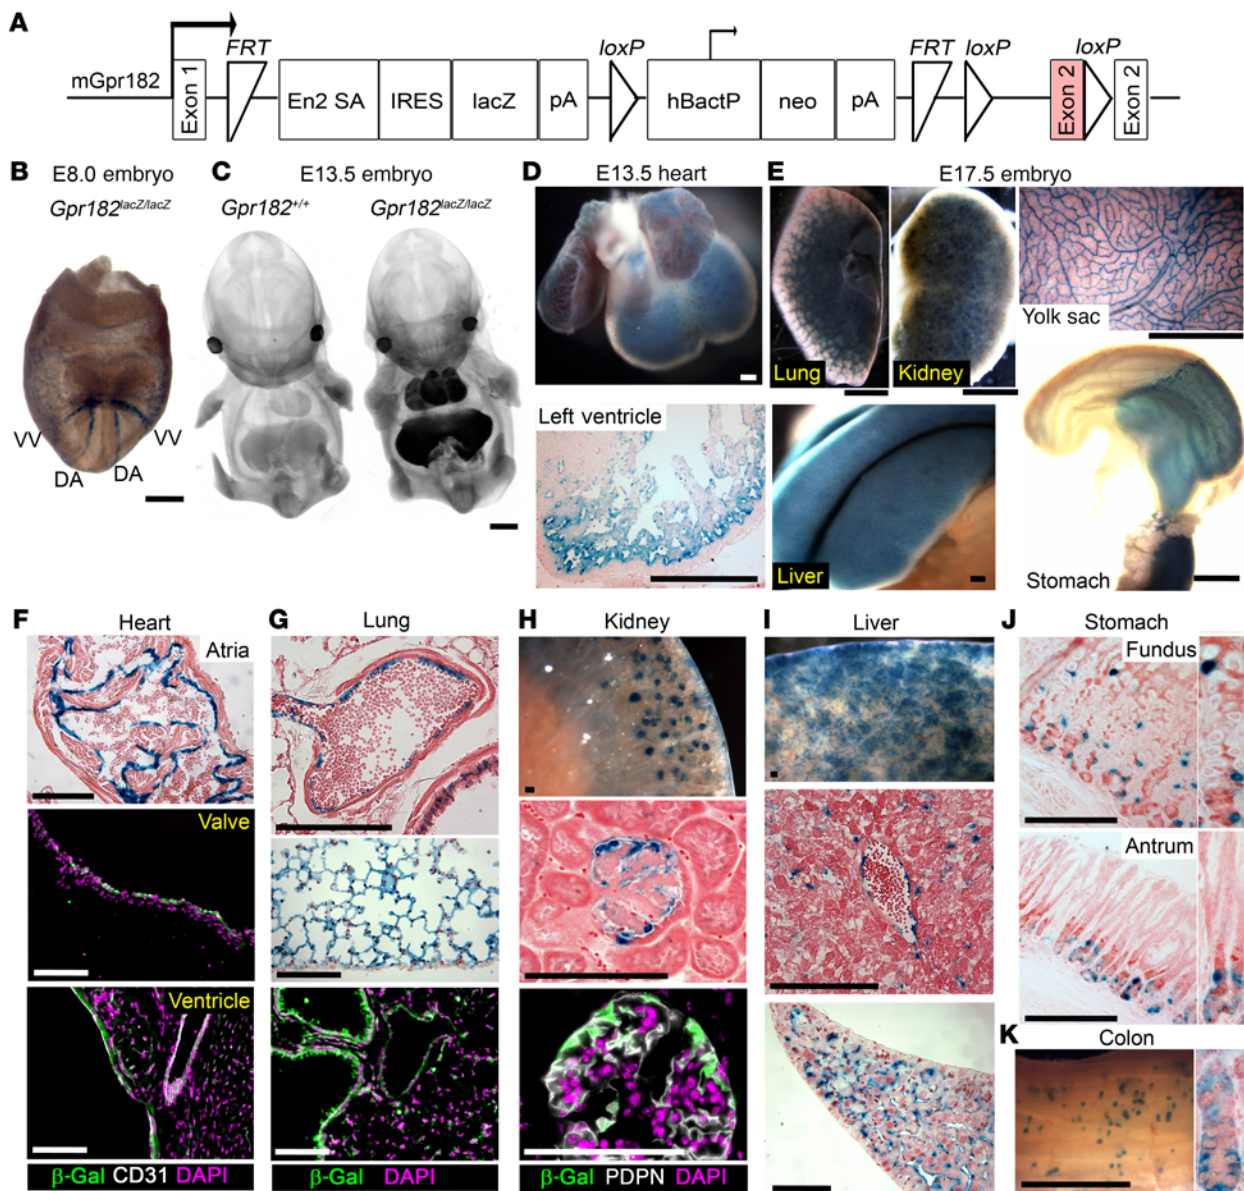 A
mGpr182
Exon 1
FRT
En2 SA
IRES
lacZ
pA
loxP
hBactP
neo
pA
FRT
loxP
Exon 2
loxP
Exon 2
B
E8.0 embryo
Gpr182lacZ/lacZ
VV
DA
DA
VV
C
E13.5 embryo
Gpr182+/+
Gpr182lacZ/lacZ
D
E13.5 heart
Left ventricle
E
E17.5 embryo
Lung
Kidney
Yolk sac
Liver
Stomach
F
Heart
Atria
Valve
Ventricle
β-Gal CD31 DAPI
G
Lung
β-Gal DAPI
H
Kidney
β-Gal PDPN DAPI
I
Liver
J
Stomach
Fundus
Antrum
K
Colon